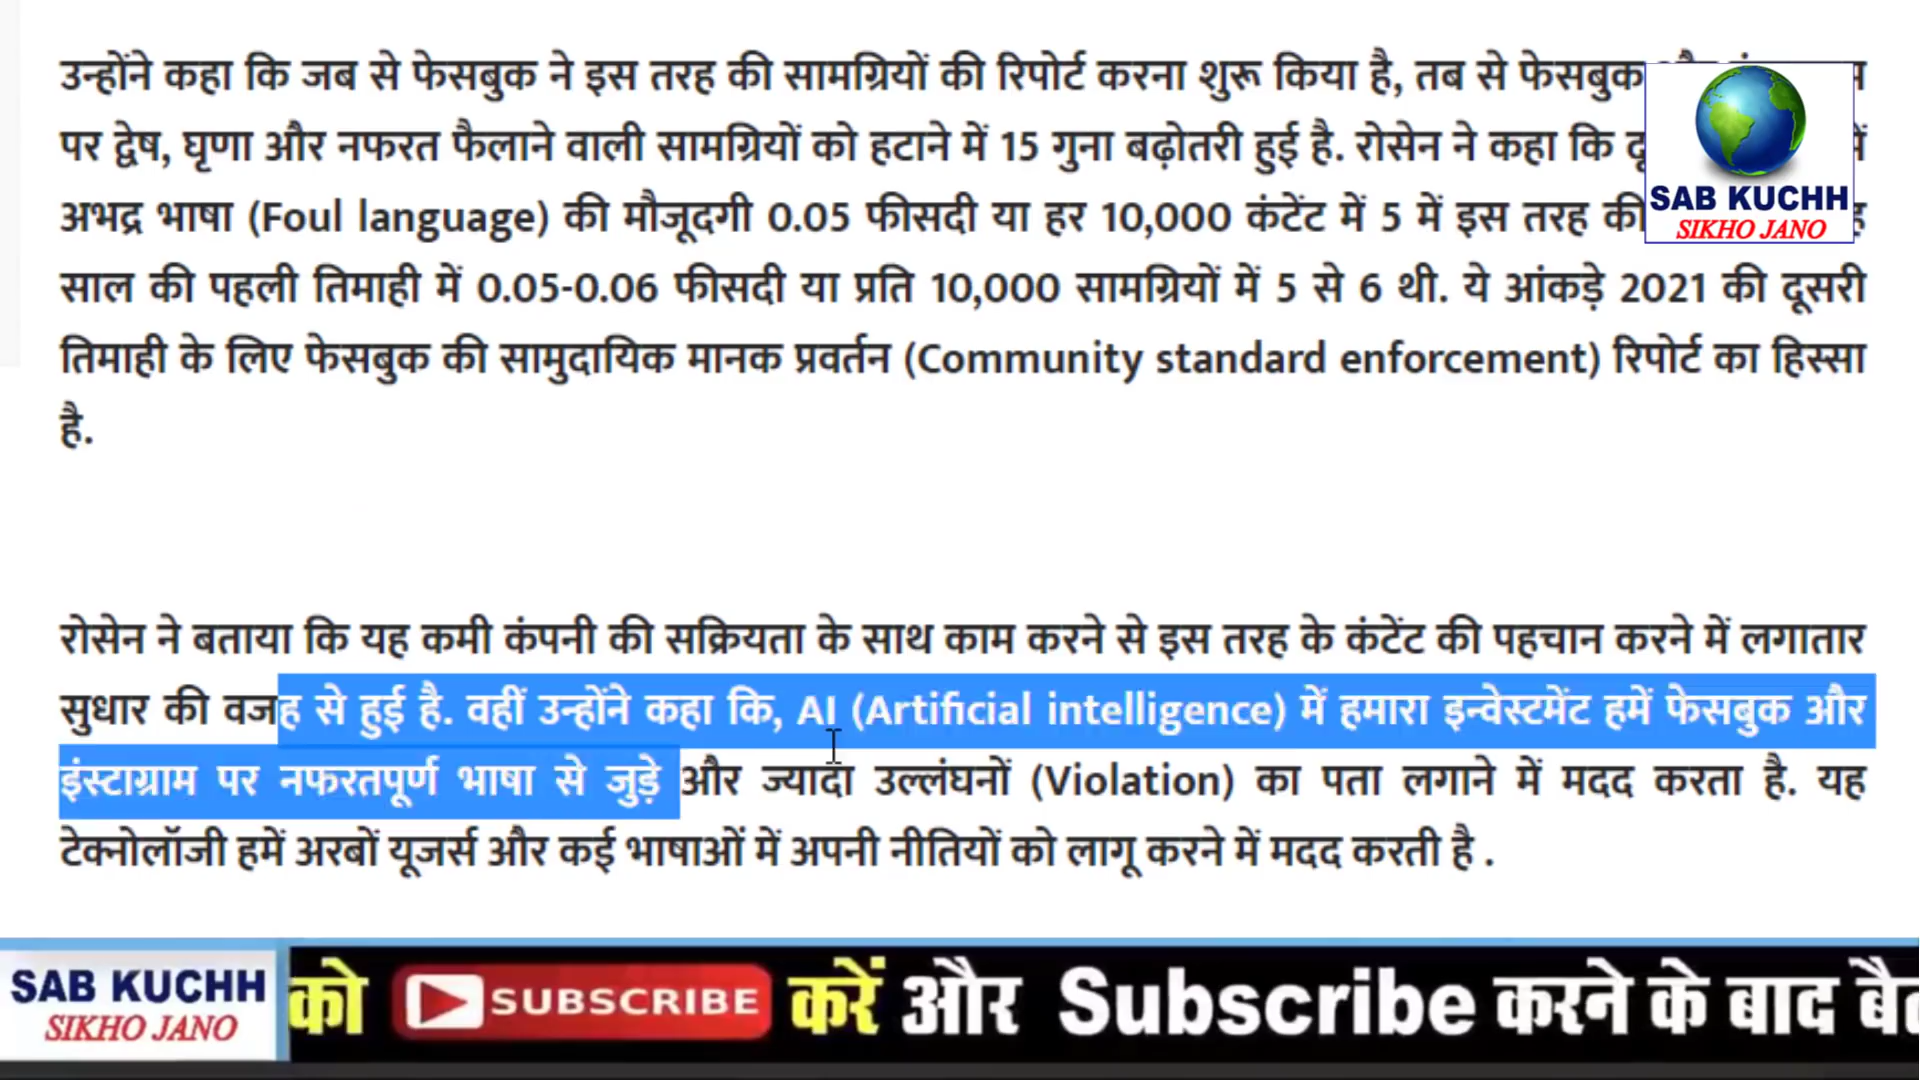 उन्होंने कहा कि जब से फेसबुक ने इस तरह की सामग्रियों की रिपोर्ट करना शुरू किया है, तब से फेसबुक
पर द्वेष, घृणा और नफरत फैलाने वाली सामग्रियों को हटाने में 15 गुना बढ़ोतरी हुई है. रोसेन ने कहा कि में
अभद्र भाषा (Foul language) की मौजूदगी 0.05 फीसदी या हर 10,000 कंटेंट में 5 में इस तरह की
साल की पहली तिमाही में 0.05-0.06 फीसदी या प्रति 10,000 सामग्रियों में 5 से 6 थी. ये आंकड़े 2021 की दूसरी
तिमाही के लिए फेसबुक की सामुदायिक मानक प्रवर्तन (Community standard enforcement) रिपोर्ट का हिस्सा
है.
SAB KUCHH
SIKHO JANO
रोसेन ने बताया कि यह कमी कंपनी की सक्रियता के साथ काम करने से इस तरह के कंटेंट की पहचान करने में लगातार
सुधार की वजह से हुई है. वहीं उन्होंने कहा कि, AI (Artificial intelligence) में हमारा इन्वेस्टमेंट हमें फेसबुक और
इंस्टाग्राम पर नफरतपूर्ण भाषा से जुड़े और ज्यादा उल्लंघनों (Violation) का पता लगाने में मदद करता है. यह
टेक्नोलॉजी हमें अरबों यूजर्स और कई भाषाओं में अपनी नीतियों को लागू करने में मदद करती है .
SAB KUCHH
SIKHO JANO
को SUBSCRIBE करें और Subscribe करने के बाद